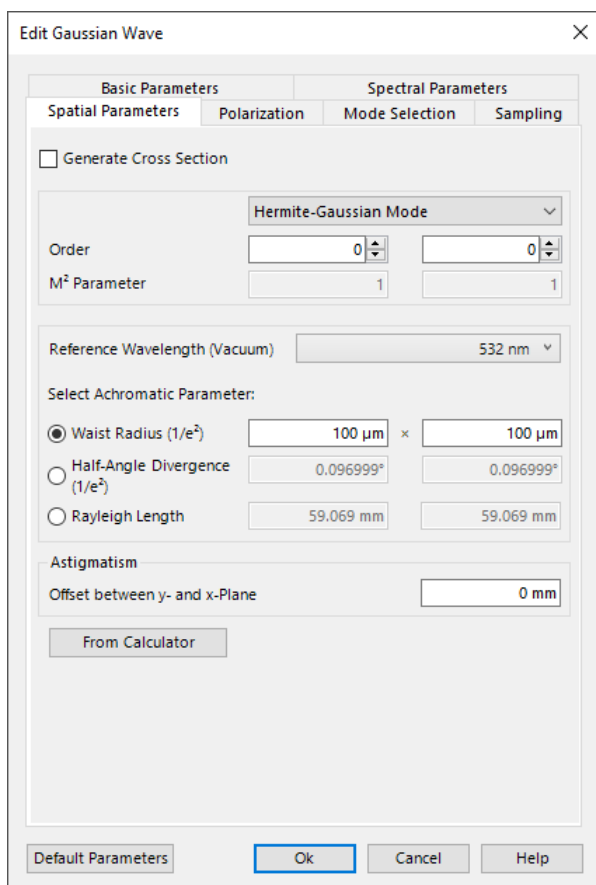 Edit Gaussian Wave
Basic Parameters Spectral Parameters
Spatial Parameters Polarization Mode Selection Sampling
Generate Cross Section
Hermite-Gaussian Mode
Order 0 0
M² Parameter 1 1
Reference Wavelength (Vacuum) 532 nm
Select Achromatic Parameter:
Waist Radius (1/e²) 100 μm × 100 μm
Half-Angle Divergence
(1/e²) 0.096999° 0.096999°
Rayleigh Length 59.069 mm 59.069 mm
Astigmatism
Offset between y- and x-Plane 0 mm
From Calculator
Default Parameters Ok Cancel Help